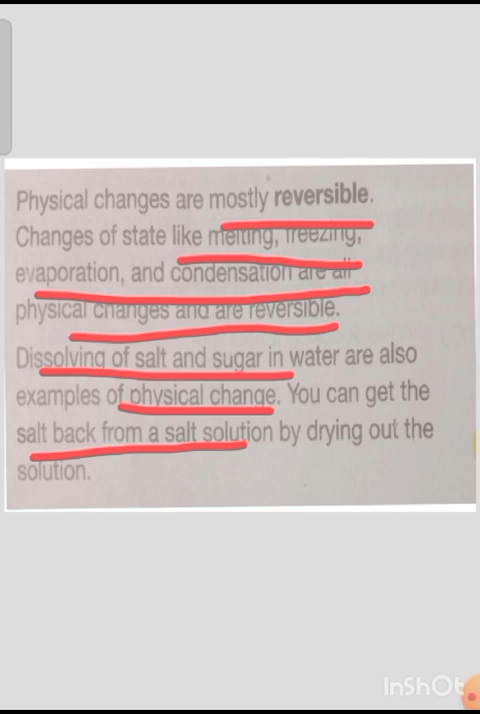 Physical changes are mostly reversible.
Changes of state like melting, freezing,
evaporation, and condensation are all
physical changes and are reversible.
Dissolving of salt and sugar in water are also
examples of physical change. You can get the
salt back from a salt solution by drying out the
solution.
InShOt